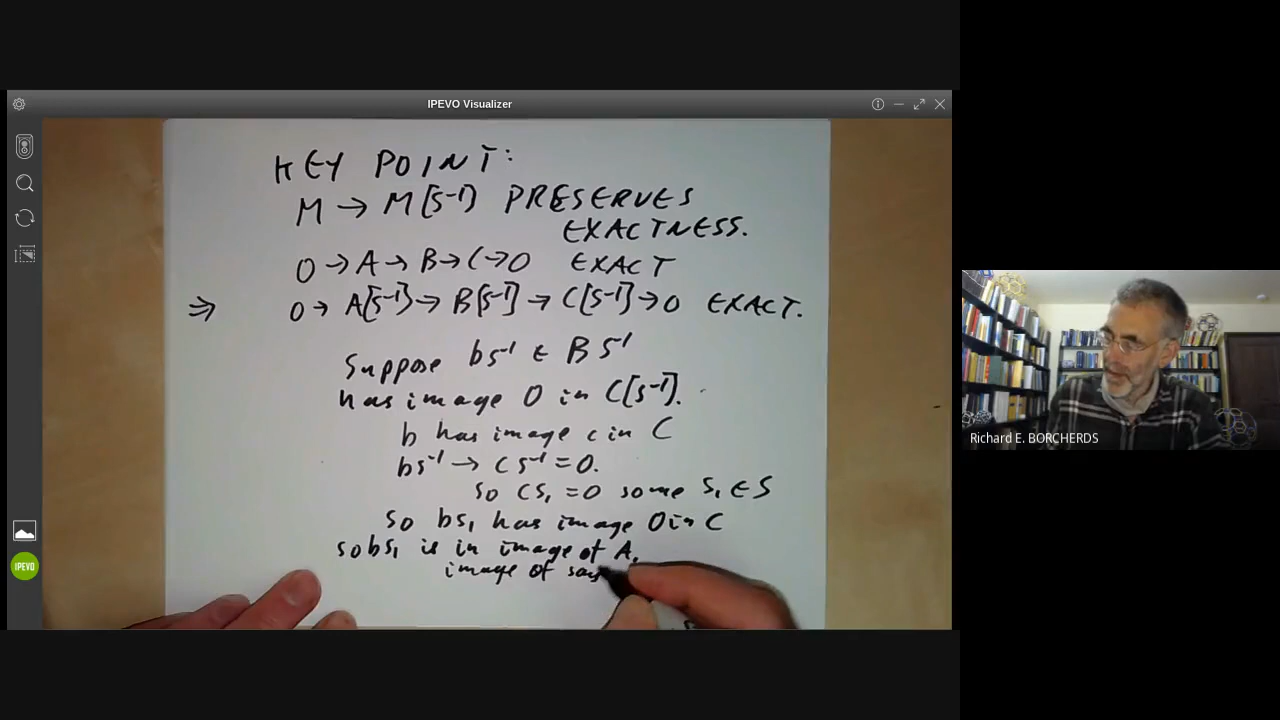 IPEVO Visualizer
KEY POINT:
M → M[S⁻¹] PRESERVES
EXACTNESS.
0 → A → B → C → 0 EXACT
⇒ 0 → A[S⁻¹] → B[S⁻¹] → C[S⁻¹] → 0 EXACT.
Suppose bs⁻¹ ∈ B S⁻¹
has image 0 in C[S⁻¹].
b has image c in C
bs⁻¹ → cs⁻¹ = 0.
so cs₁ = 0 some s₁ ∈ S
so bs₁ has image 0 in C
so bs₁ is in image of A,
image of say
Richard E. BORCHERDS
IPEVO